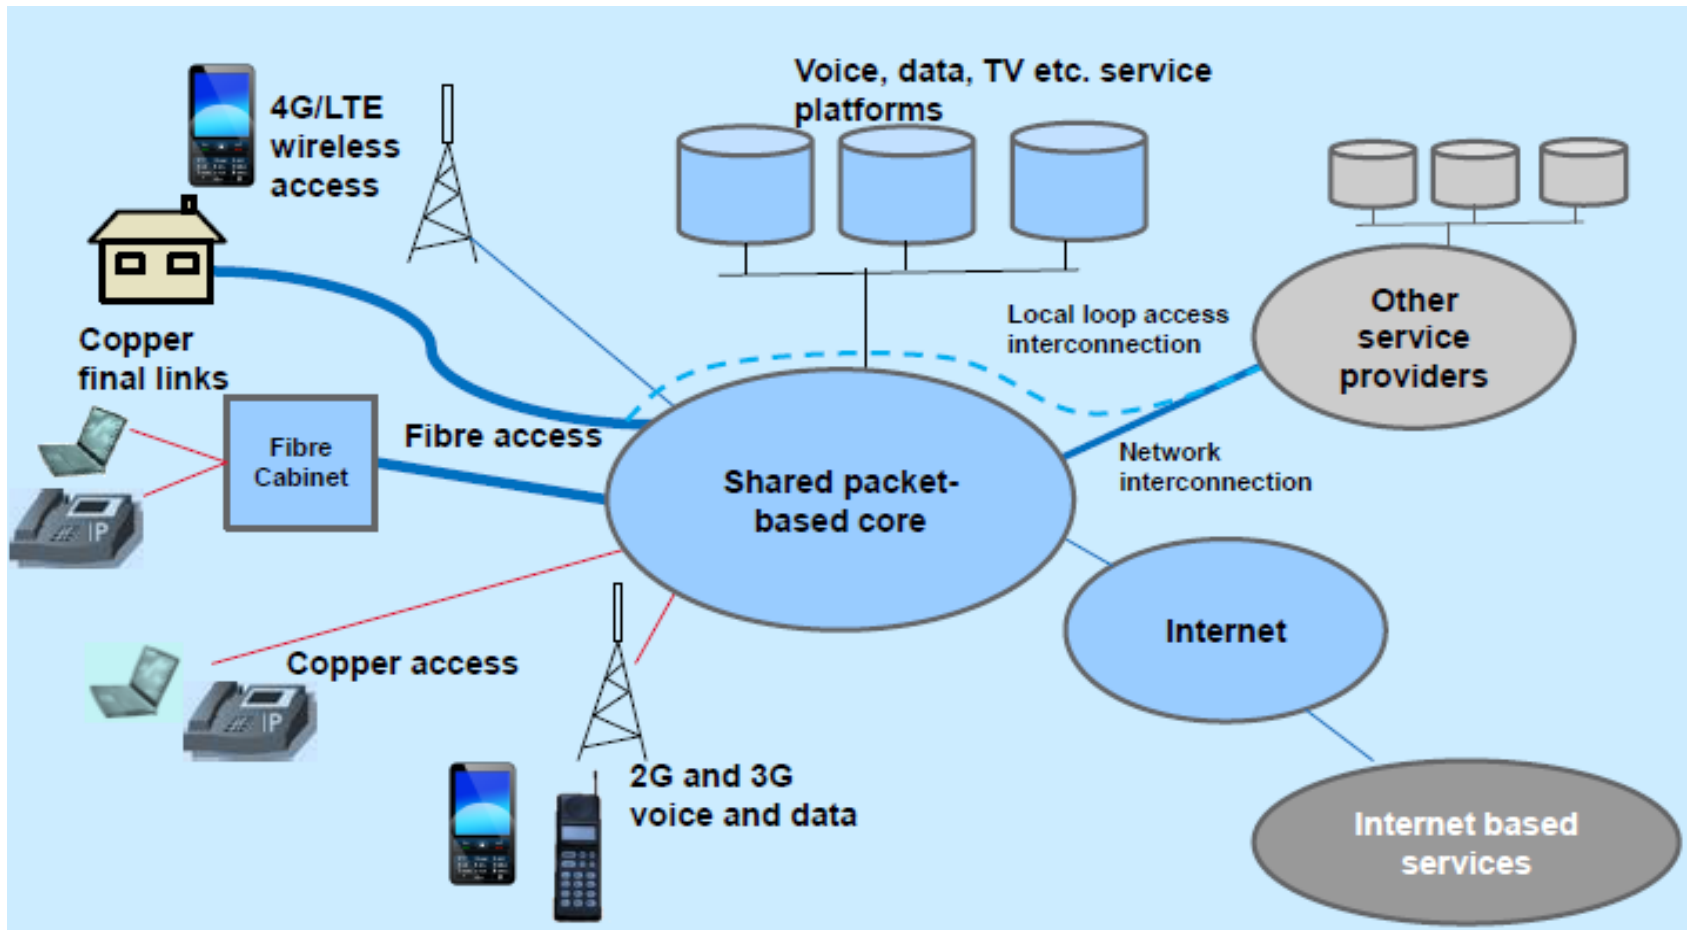 Voice, data, TV etc. service
platforms
4G/LTE
wireless
access
Other
service
providers
Local loop access
interconnection
Copper
final links
Fibre access
Fibre
Cabinet
Network
interconnection
Shared packet-
based core
IP
Internet
Copper access
IP
2G and 3G
voice and data
Internet based
services